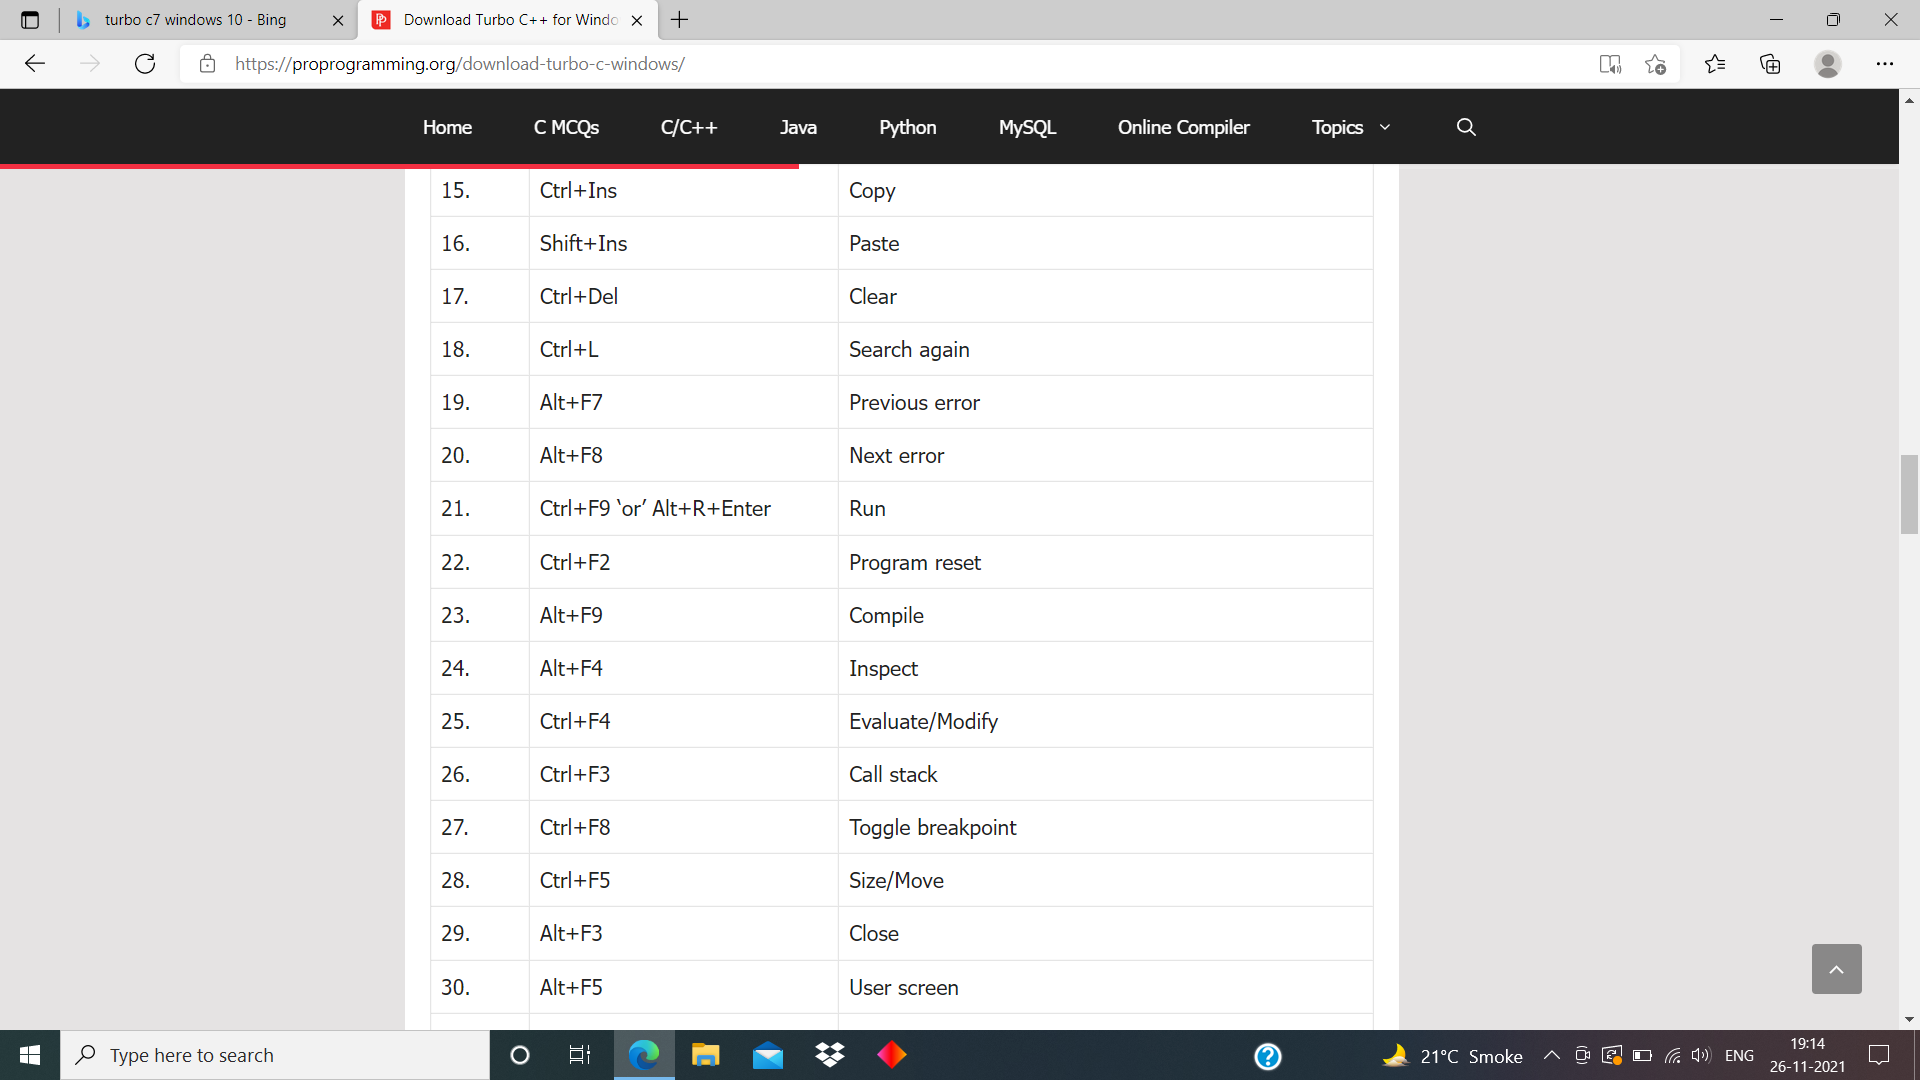 turbo c7 windows 10 - Bing
Download Turbo C++ for Windo
https://proprogramming.org/download-turbo-c-windows/
Home C MCQs C/C++ Java Python MySQL Online Compiler Topics
15. Ctrl+Ins Copy
16. Shift+Ins Paste
17. Ctrl+Del Clear
18. Ctrl+L Search again
19. Alt+F7 Previous error
20. Alt+F8 Next error
21. Ctrl+F9 ‘or’ Alt+R+Enter Run
22. Ctrl+F2 Program reset
23. Alt+F9 Compile
24. Alt+F4 Inspect
25. Ctrl+F4 Evaluate/Modify
26. Ctrl+F3 Call stack
27. Ctrl+F8 Toggle breakpoint
28. Ctrl+F5 Size/Move
29. Alt+F3 Close
30. Alt+F5 User screen
Type here to search
21°C Smoke
ENG
19:14
26-11-2021